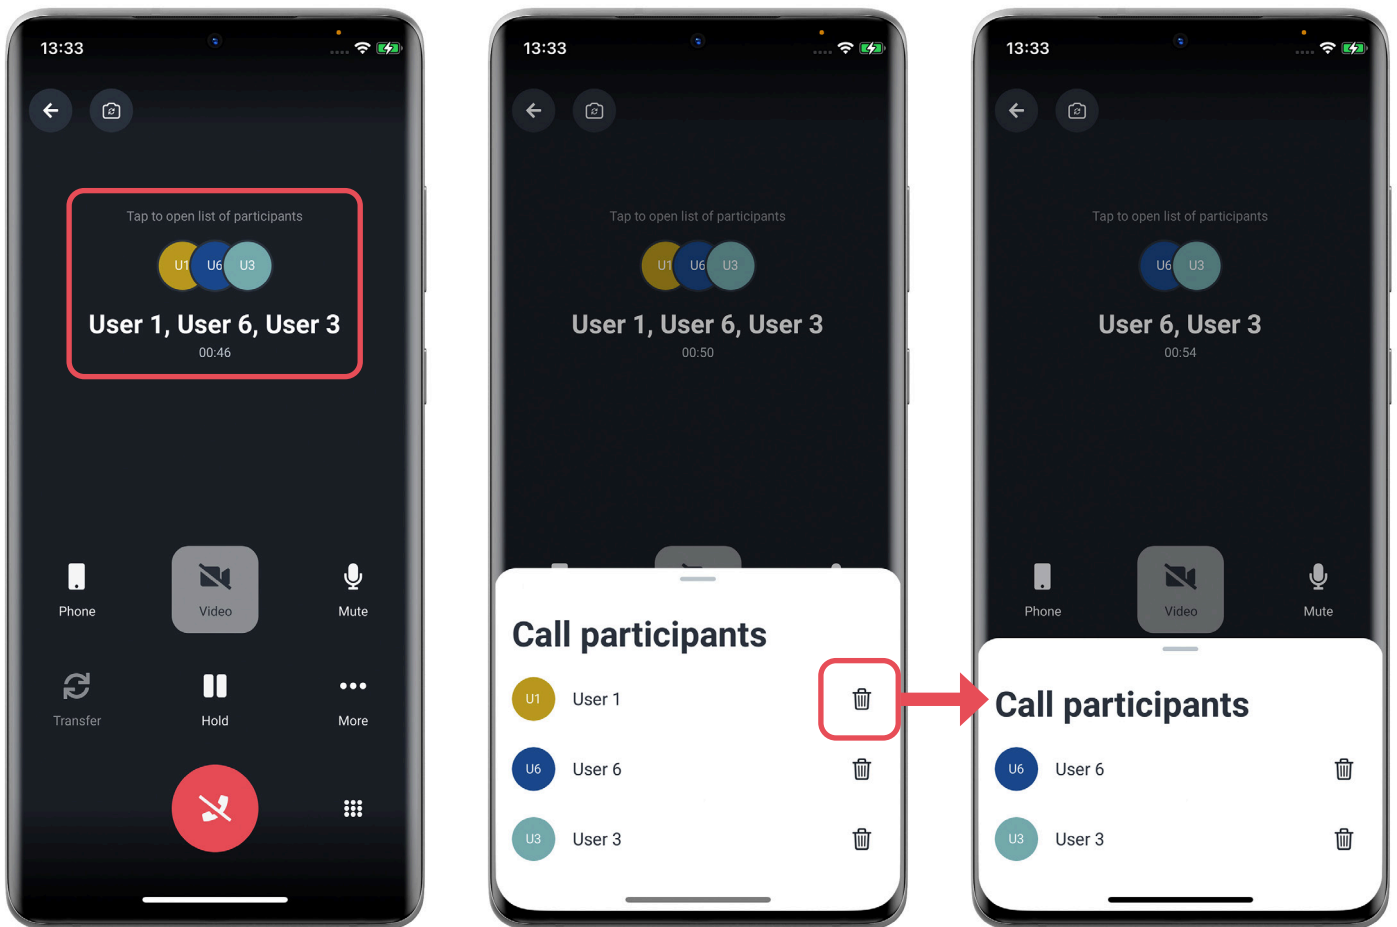 13:33
Tap to open list of participants
U1 U6 U3
User 1, User 6, User 3
00:46
Phone Video Mute
Transfer Hold More
13:33
Tap to open list of participants
U1 U6 U3
User 1, User 6, User 3
00:50
Call participants
U1 User 1
U6 User 6
U3 User 3
13:33
Tap to open list of participants
U6 U3
User 6, User 3
00:54
Phone Video Mute
Call participants
U6 User 6
U3 User 3